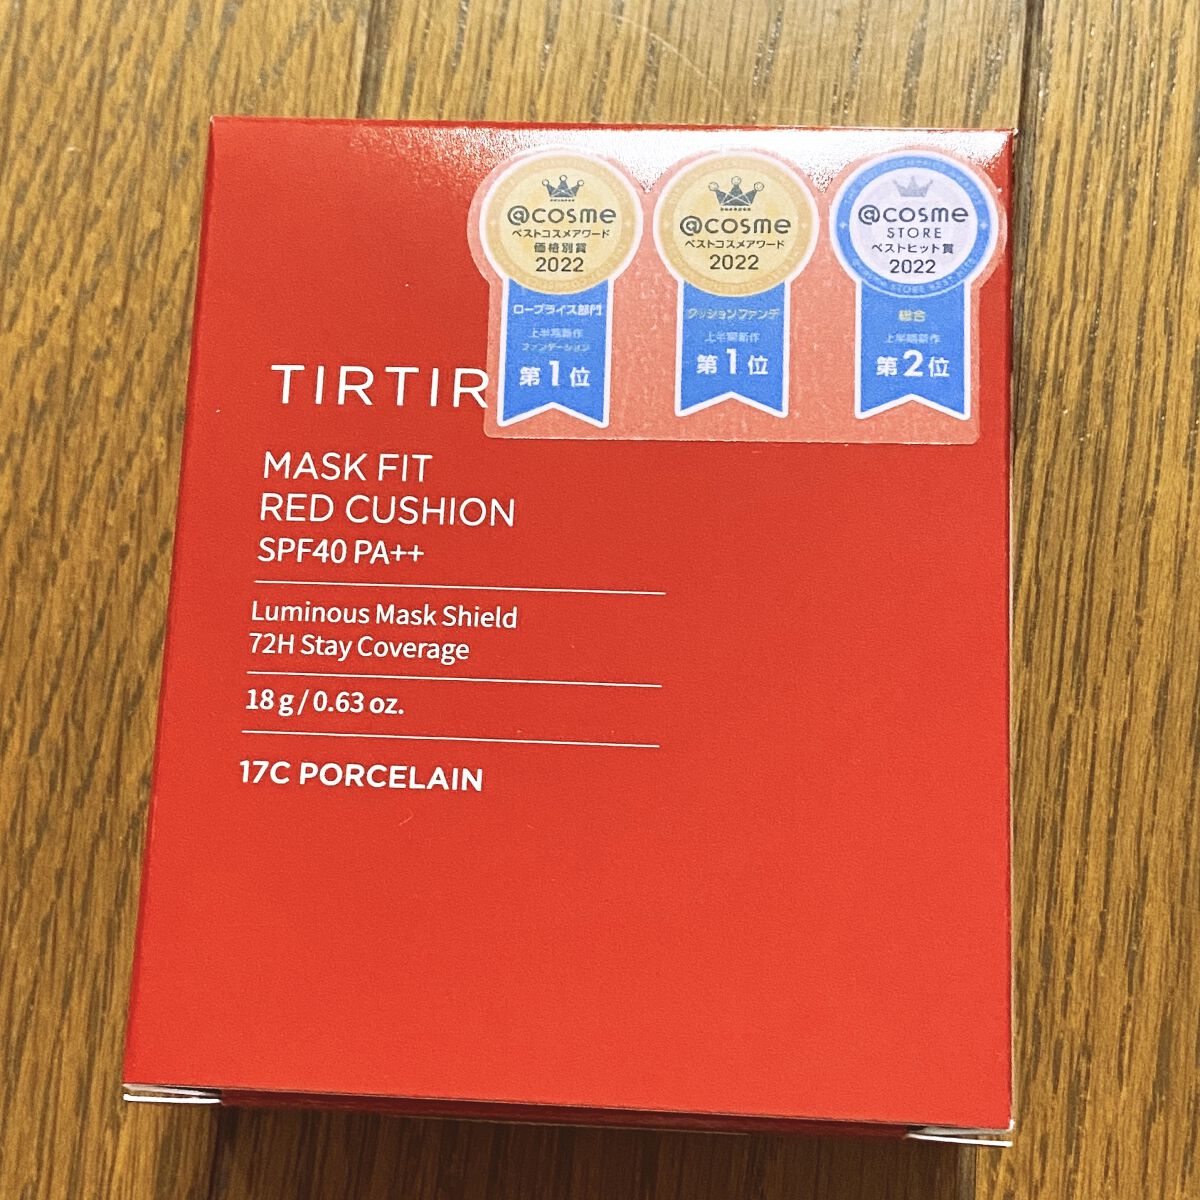 @cosme
ベストコスメアワード
価格別賞
2022
ロープライス部門
上半期新作
ファンデーション
第1位
@cosme
ベストコスメアワード
2022
クッションファンデ
上半期新作
第1位
@cosme
STORE
ベストヒット賞
2022
総合
上半期新作
第2位
TIRTIR
MASK FIT
RED CUSHION
SPF40 PA++
Luminous Mask Shield
72H Stay Coverage
18 g / 0.63 oz.
17C PORCELAIN